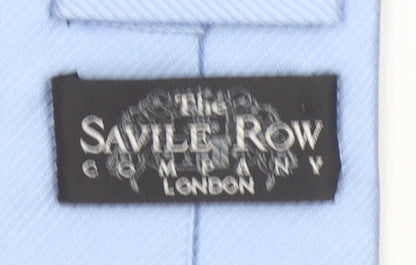 The
SAVILE ROW
COMPANY
LONDON